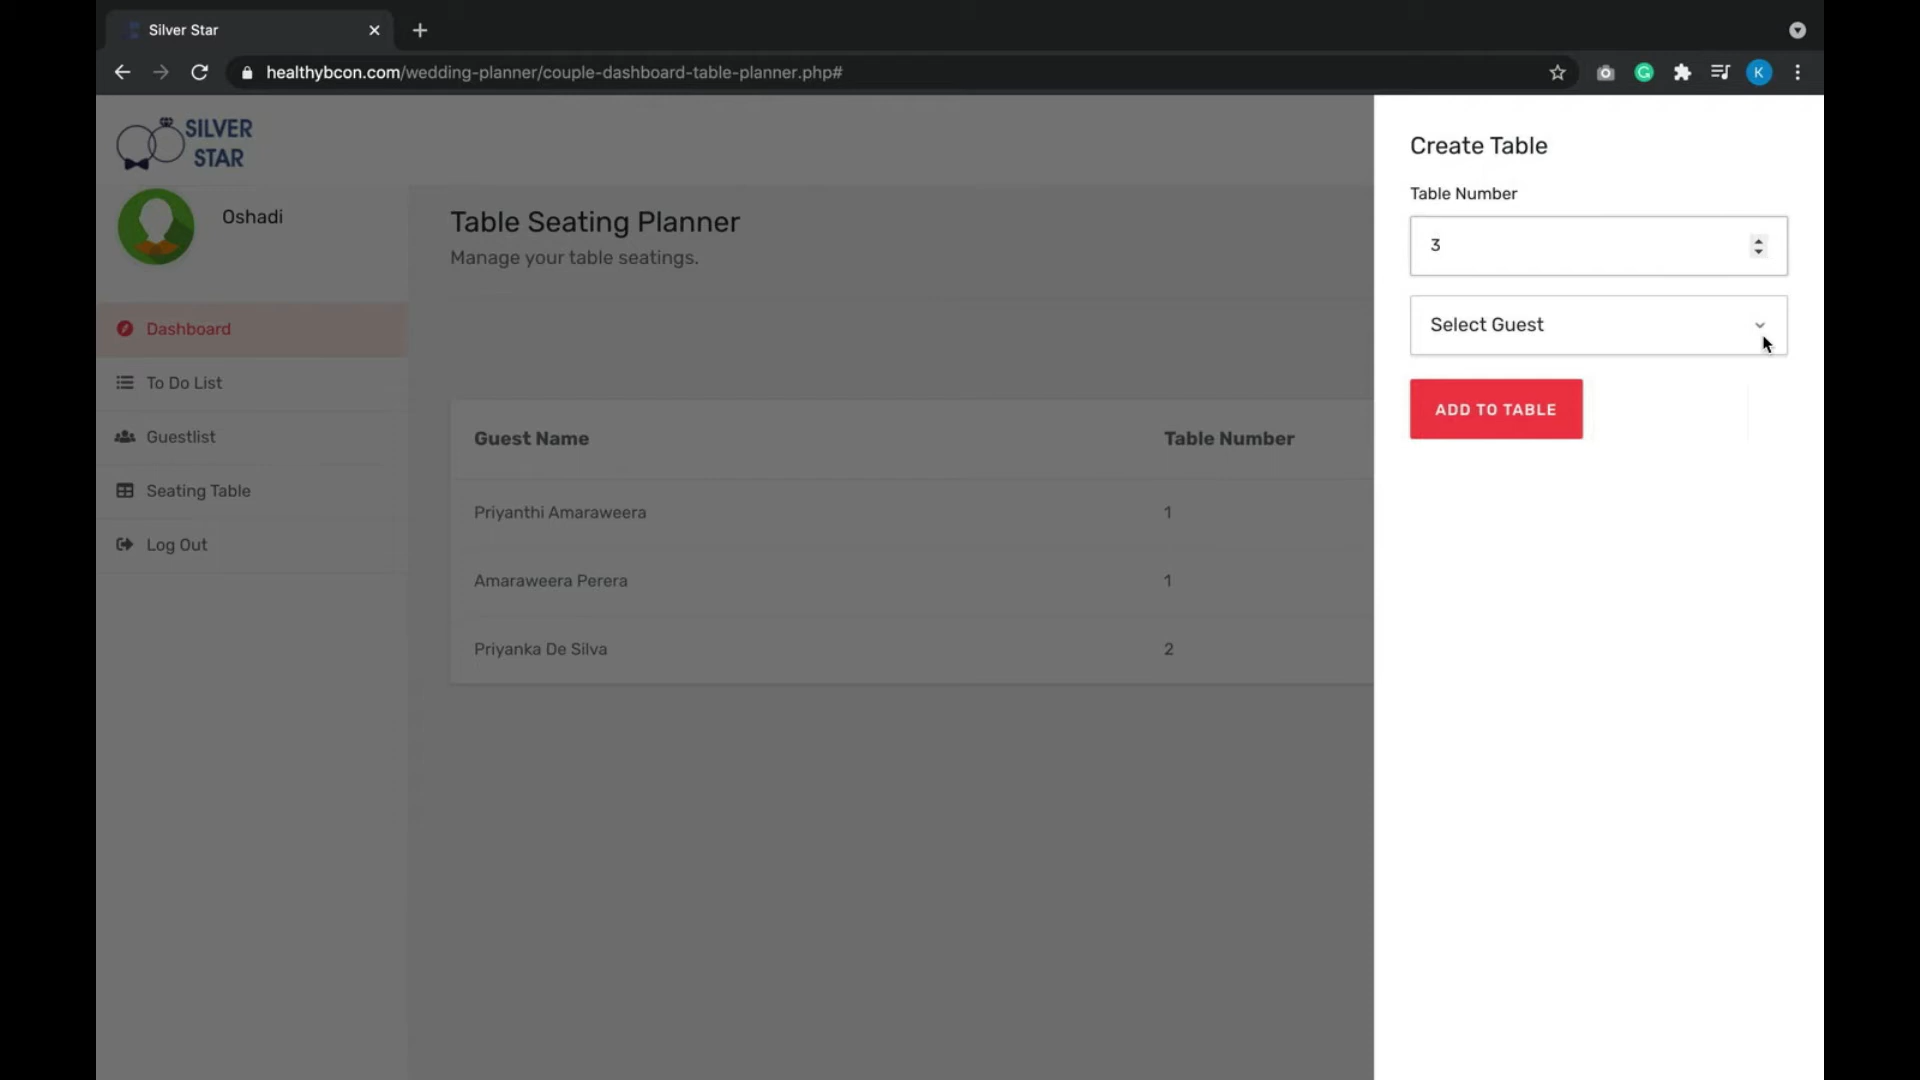 Silver Star
healthybcon.com/wedding-planner/couple-dashboard-table-planner.php#
K
SILVER
STAR
Oshadi
Dashboard
To Do List
Guestlist
Seating Table
Log Out
Table Seating Planner
Manage your table seatings.
Guest Name Table Number
Priyanthi Amaraweera 1
Amaraweera Perera 1
Priyanka De Silva 2
Create Table
Table Number
3
Select Guest
ADD TO TABLE